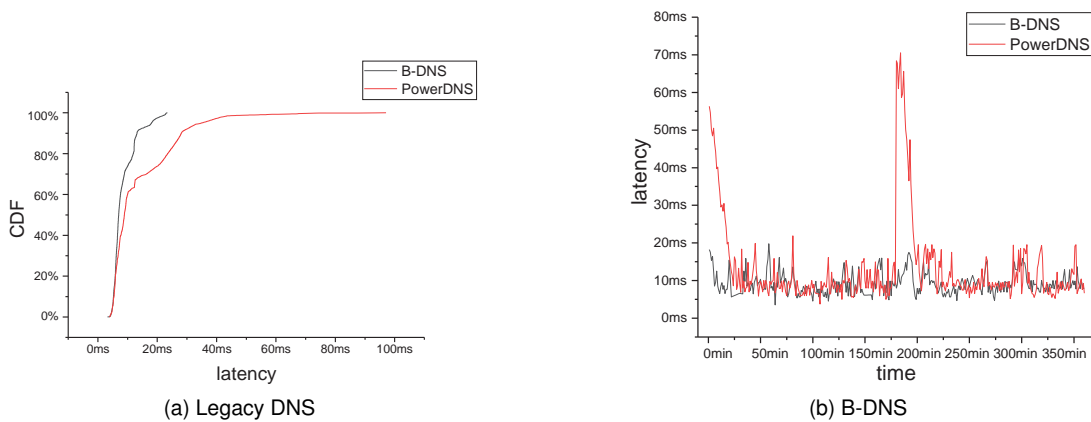 B-DNS
PowerDNS
100%
80%
60%
40%
20%
0%
CDF
0ms
20ms
40ms
60ms
80ms
100ms
latency
(a) Legacy DNS
B-DNS
PowerDNS
80ms
70ms
60ms
50ms
40ms
30ms
20ms
10ms
0ms
latency
0min
50min
100min
150min
200min
250min
300min
350min
time
(b) B-DNS